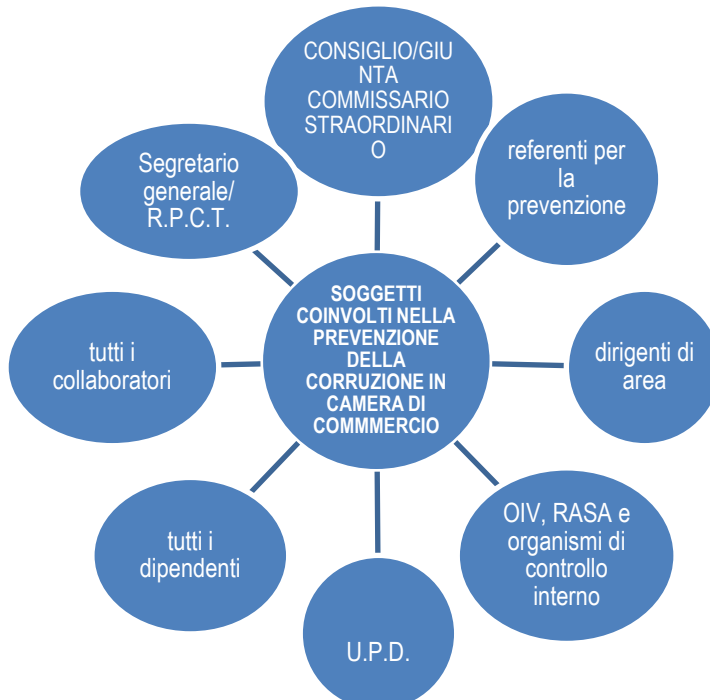 CONSIGLIO/GIU
NTA
COMMISSARIO
STRAORDINARI
O
referenti per
la
prevenzione
Segretario
generale/
R.P.C.T.
SOGGETTI
COINVOLTI NELLA
PREVENZIONE
DELLA
CORRUZIONE IN
CAMERA DI
COMMMERCIO
tutti i
collaboratori
dirigenti di
area
tutti i
dipendenti
OIV, RASA e
organismi di
controllo
interno
U.P.D.